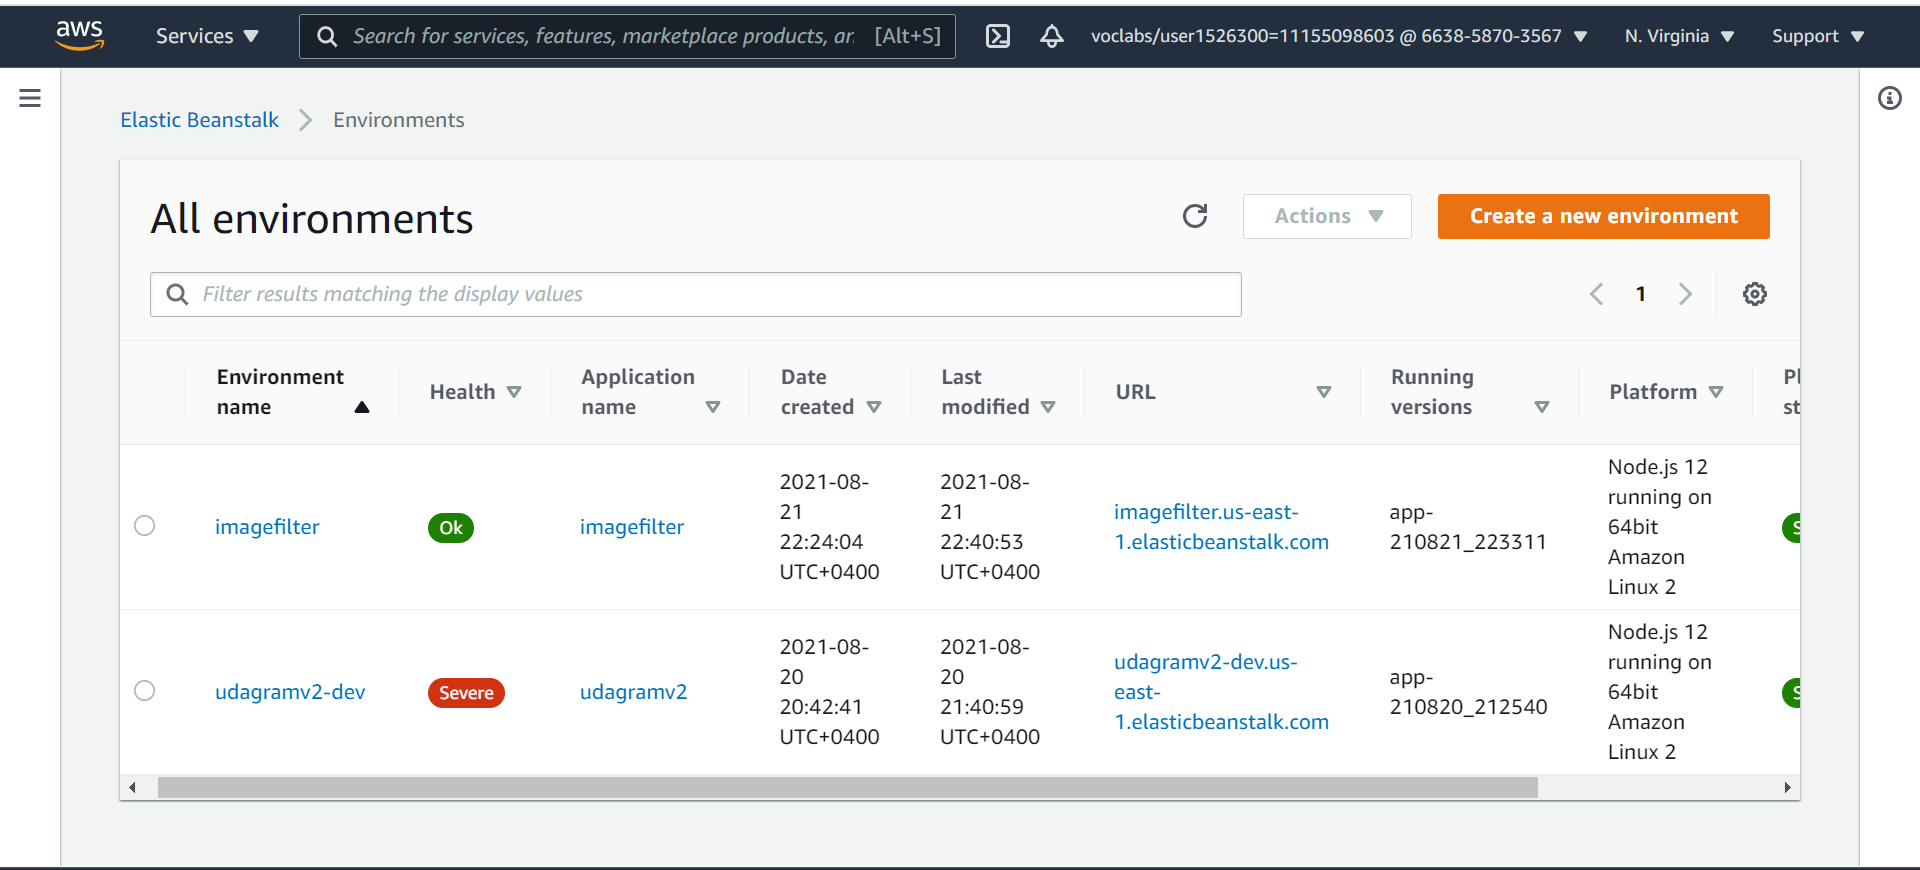 aws Services Search for services, features, marketplace products, ar [Alt+S] voclabs/user1526300=11155098603 @ 6638-5870-3567 N. Virginia Support
Elastic Beanstalk Environments
All environments Actions Create a new environment
Filter results matching the display values 1
Environment
name
Health
Application
name
Date
created
Last
modified
URL
Running
versions
Platform
imagefilter
Ok
imagefilter
2021-08-
21
22:24:04
UTC+0400
2021-08-
21
22:40:53
UTC+0400
imagefilter.us-east-
1.elasticbeanstalk.com
app-
210821_223311
Node.js 12
running on
64bit
Amazon
Linux 2
udagramv2-dev
Severe
udagramv2
2021-08-
20
20:42:41
UTC+0400
2021-08-
20
21:40:59
UTC+0400
udagramv2-dev.us-
east-
1.elasticbeanstalk.com
app-
210820_212540
Node.js 12
running on
64bit
Amazon
Linux 2